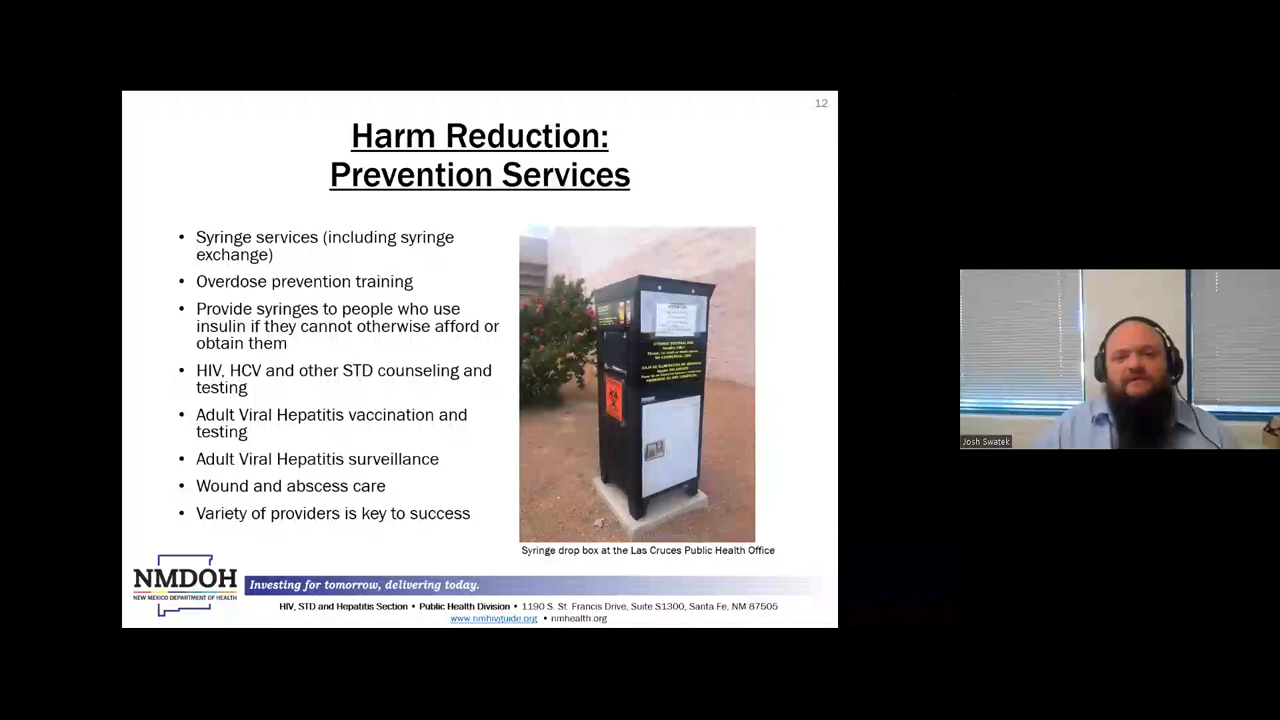 12
Harm Reduction:
Prevention Services
• Syringe services (including syringe
exchange)
• Overdose prevention training
• Provide syringes to people who use
insulin if they cannot otherwise afford or
obtain them
• HIV, HCV and other STD counseling and
testing
• Adult Viral Hepatitis vaccination and
testing
• Adult Viral Hepatitis surveillance
• Wound and abscess care
• Variety of providers is key to success
Syringe drop box at the Las Cruces Public Health Office
NMDOH
NEW MEXICO DEPARTMENT OF HEALTH
Investing for tomorrow, delivering today.
HIV, STD and Hepatitis Section • Public Health Division • 1190 S. St. Francis Drive, Suite S1300, Santa Fe, NM 87505
www.nmhivguide.org • nmhealth.org
Josh Swatek